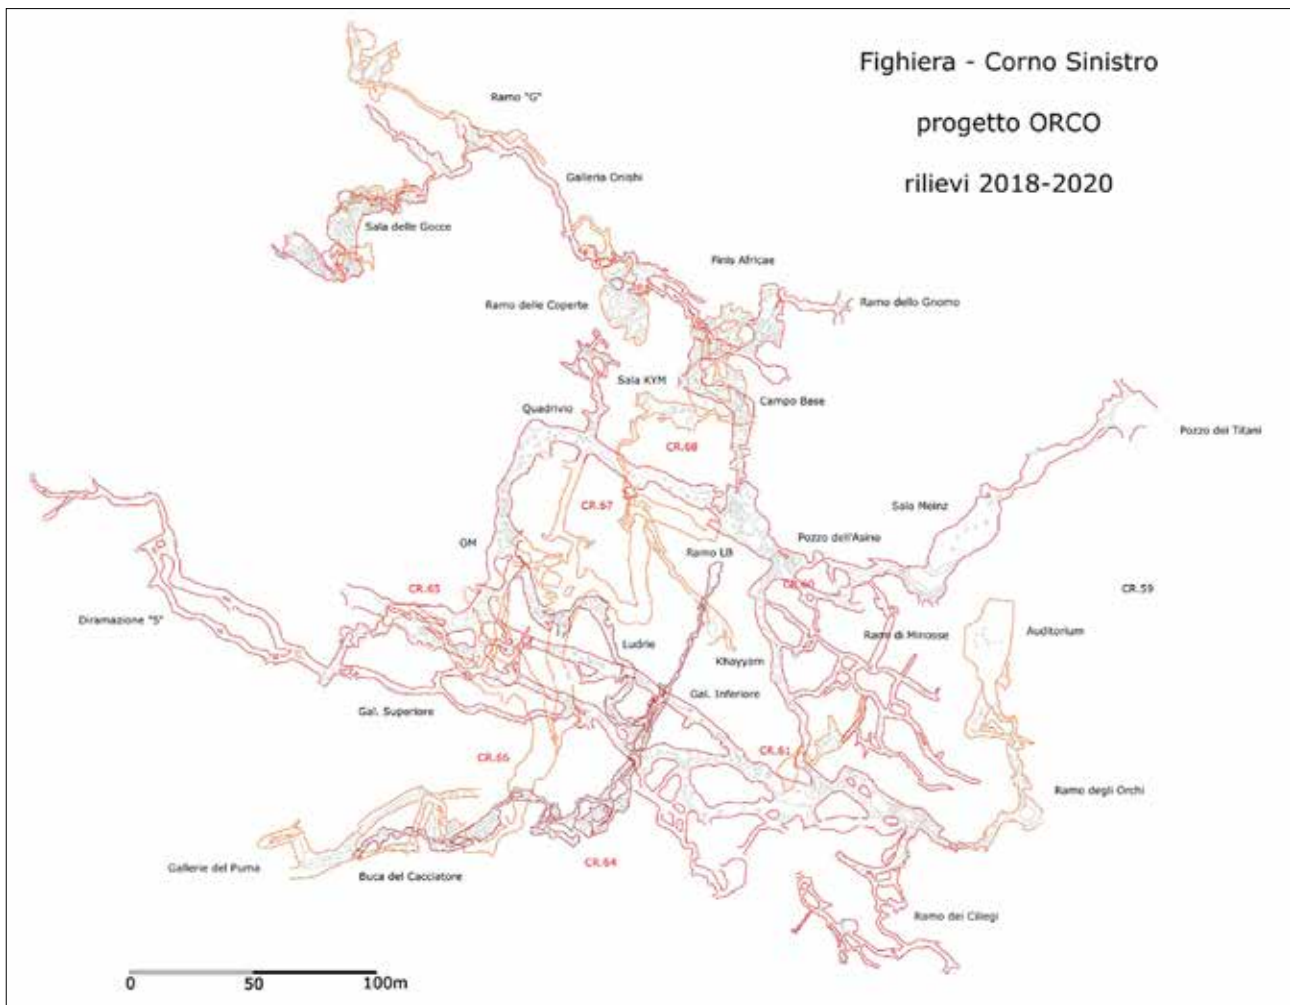 Fighiera - Corno Sinistro
progetto ORCO
rilievi 2018-2020
Ramo "G"
Galleria Onishi
Sala delle Gocce
Finis Africae
Ramo delle Coperte
Ramo dello Gnomo
Sala KYM
Campo Base
Quadrivio
Pozzo dei Titani
CR.68
CR.67
Sala Meinz
OM
Pozzo dell'Asino
Ramo LB
CR.65
CR.60
CR.59
Diramazione "S"
Rami di Minosse
Auditorium
Ludrie
Khayyam
Gal. Inferiore
Gal. Superiore
CR.61
CR.66
Ramo degli Orchi
CR.64
Gallerie del Puma
Buca del Cacciatore
Ramo dei Ciliegi
0 50 100m